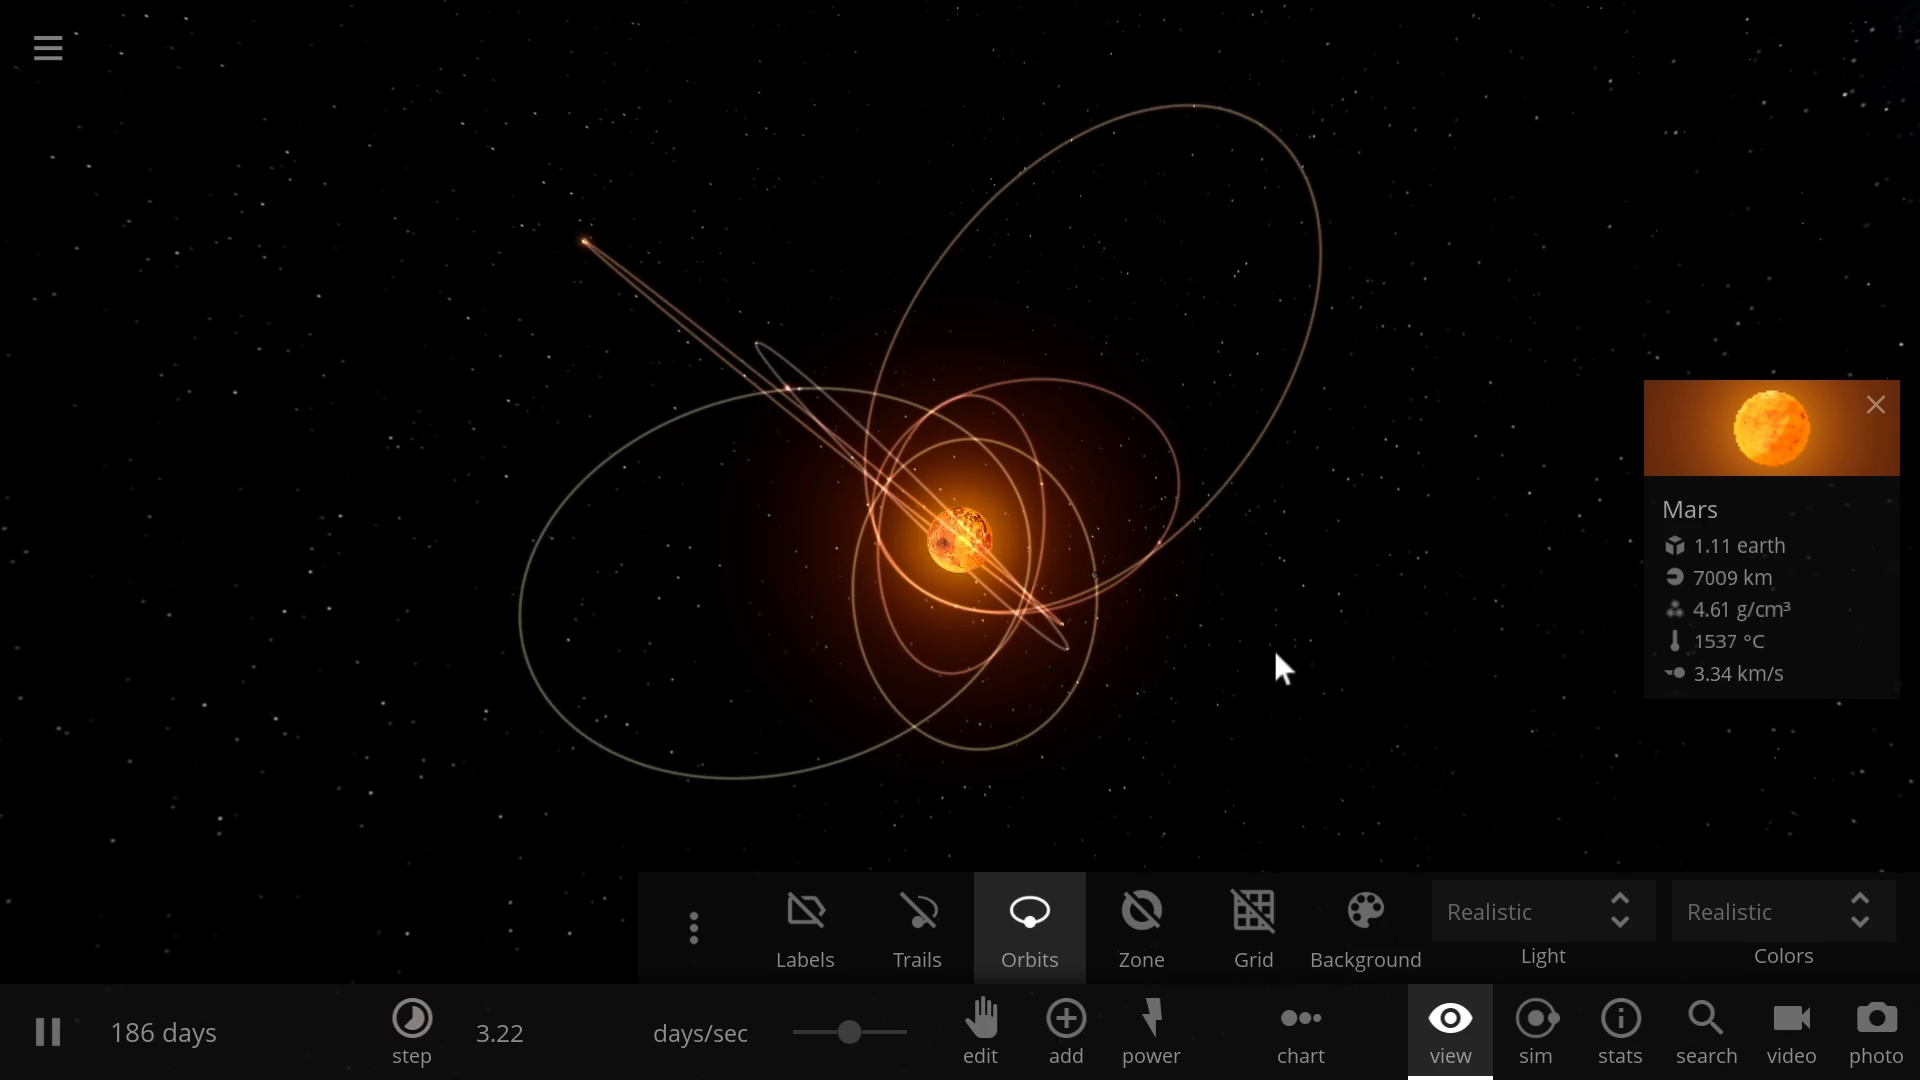 Mars
1.11 earth
7009 km
4.61 g/cm³
1537 °C
3.34 km/s
Labels
Trails
Orbits
Zone
Grid
Background
Realistic
Light
Realistic
Colors
186 days
step
3.22
days/sec
edit
add
power
chart
view
sim
stats
search
video
photo